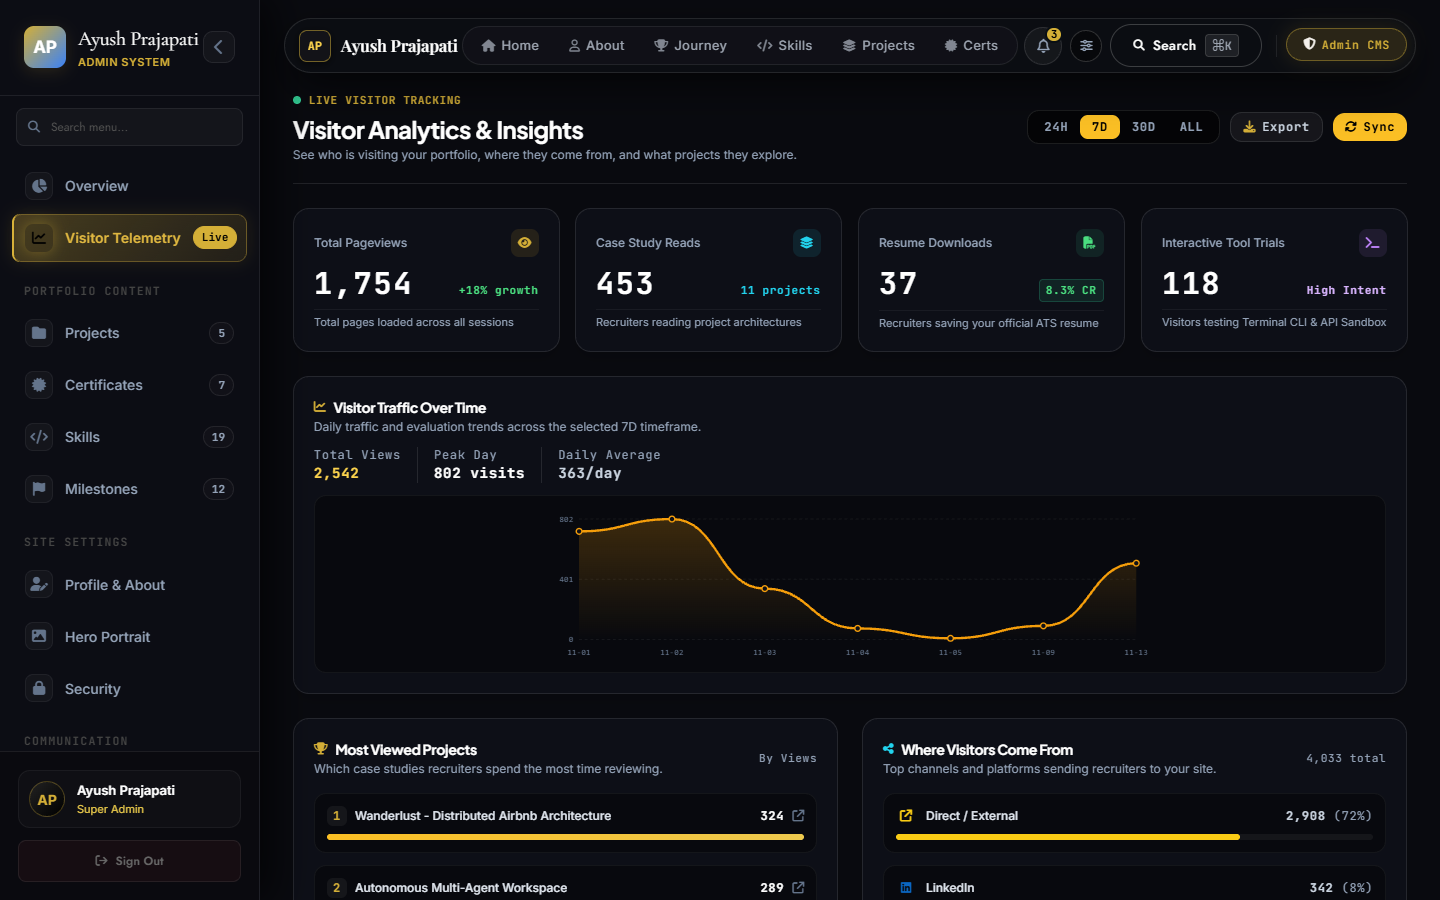 AP
Ayush Prajapati
ADMIN SYSTEM
Search menu...
Overview
Visitor Telemetry
Live
PORTFOLIO CONTENT
Projects
5
Certificates
7
Skills
19
Milestones
12
SITE SETTINGS
Profile & About
Hero Portrait
Security
COMMUNICATION
AP
Ayush Prajapati
Super Admin
Sign Out
AP
Ayush Prajapati
Home
About
Journey
Skills
Projects
Certs
3
Search
⌘K
Admin CMS
LIVE VISITOR TRACKING
Visitor Analytics & Insights
See who is visiting your portfolio, where they come from, and what projects they explore.
24H
7D
30D
ALL
Export
Sync
Total Pageviews
1,754
+18% growth
Total pages loaded across all sessions
Case Study Reads
453
11 projects
Recruiters reading project architectures
Resume Downloads
37
8.3% CR
Recruiters saving your official ATS resume
Interactive Tool Trials
118
High Intent
Visitors testing Terminal CLI & API Sandbox
Visitor Traffic Over Time
Daily traffic and evaluation trends across the selected 7D timeframe.
Total Views
2,542
Peak Day
802 visits
Daily Average
363/day
802
401
0
11-01
11-02
11-03
11-04
11-05
11-09
11-13
Most Viewed Projects
Which case studies recruiters spend the most time reviewing.
By Views
1
Wanderlust - Distributed Airbnb Architecture
324
2
Autonomous Multi-Agent Workspace
289
Where Visitors Come From
Top channels and platforms sending recruiters to your site.
4,033 total
Direct / External
2,908 (72%)
LinkedIn
342 (8%)